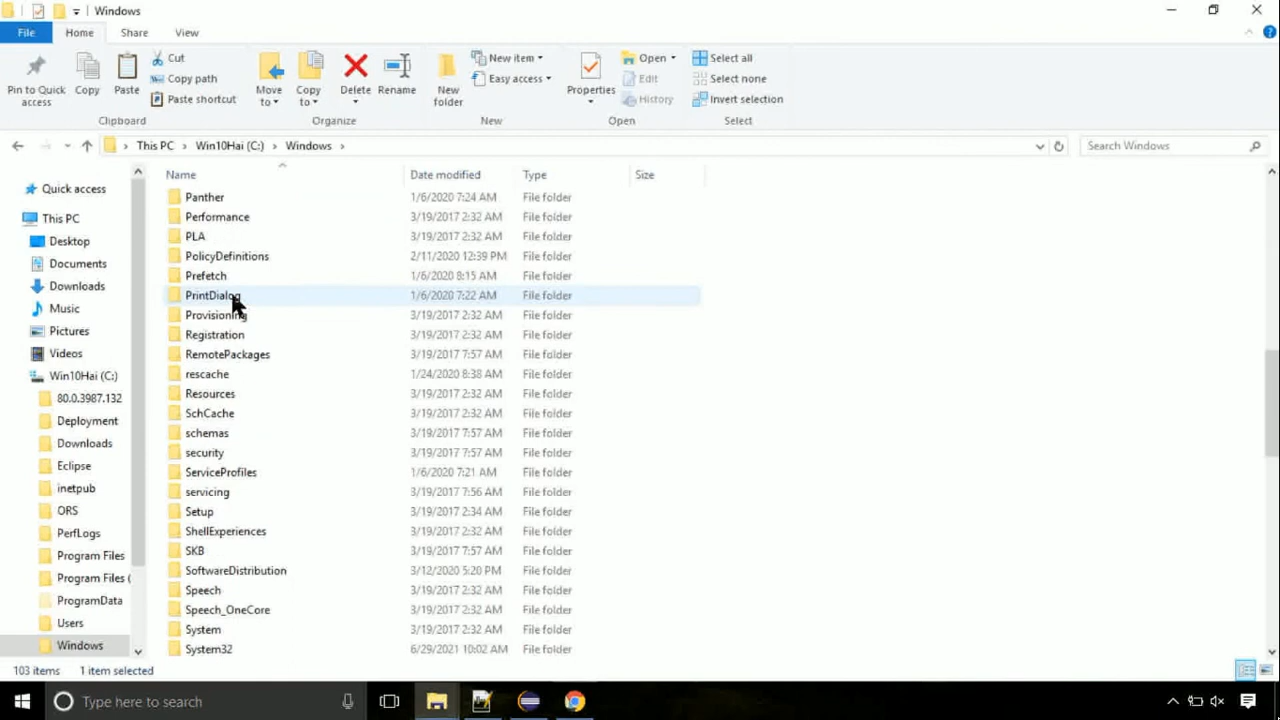 Windows
File Home Share View
Pin to Quick access
Copy
Paste
Cut
Copy path
Paste shortcut
Clipboard
Move to
Copy to
Delete
Rename
Organize
New folder
New item
Easy access
New
Properties
Open
Edit
History
Open
Select all
Select none
Invert selection
Select
This PC > Win10Hai (C:) > Windows >
Search Windows
Quick access
This PC
Desktop
Documents
Downloads
Music
Pictures
Videos
Win10Hai (C:)
80.0.3987.132
Deployment
Downloads
Eclipse
inetpub
ORS
PerfLogs
Program Files
Program Files (
ProgramData
Users
Windows
Name Date modified Type Size
Panther 1/6/2020 7:24 AM File folder
Performance 3/19/2017 2:32 AM File folder
PLA 3/19/2017 2:32 AM File folder
PolicyDefinitions 2/11/2020 12:39 PM File folder
Prefetch 1/6/2020 8:15 AM File folder
PrintDialog 1/6/2020 7:22 AM File folder
Provisioning 3/19/2017 2:32 AM File folder
Registration 3/19/2017 2:32 AM File folder
RemotePackages 3/19/2017 7:57 AM File folder
rescache 1/24/2020 8:38 AM File folder
Resources 3/19/2017 2:32 AM File folder
SchCache 3/19/2017 2:32 AM File folder
schemas 3/19/2017 7:57 AM File folder
security 3/19/2017 7:57 AM File folder
ServiceProfiles 1/6/2020 7:21 AM File folder
servicing 3/19/2017 7:56 AM File folder
Setup 3/19/2017 2:34 AM File folder
ShellExperiences 3/19/2017 2:32 AM File folder
SKB 3/19/2017 7:57 AM File folder
SoftwareDistribution 3/12/2020 5:20 PM File folder
Speech 3/19/2017 2:32 AM File folder
Speech_OneCore 3/19/2017 2:32 AM File folder
System 3/19/2017 2:32 AM File folder
System32 6/29/2021 10:02 AM File folder
103 items 1 item selected
Type here to search